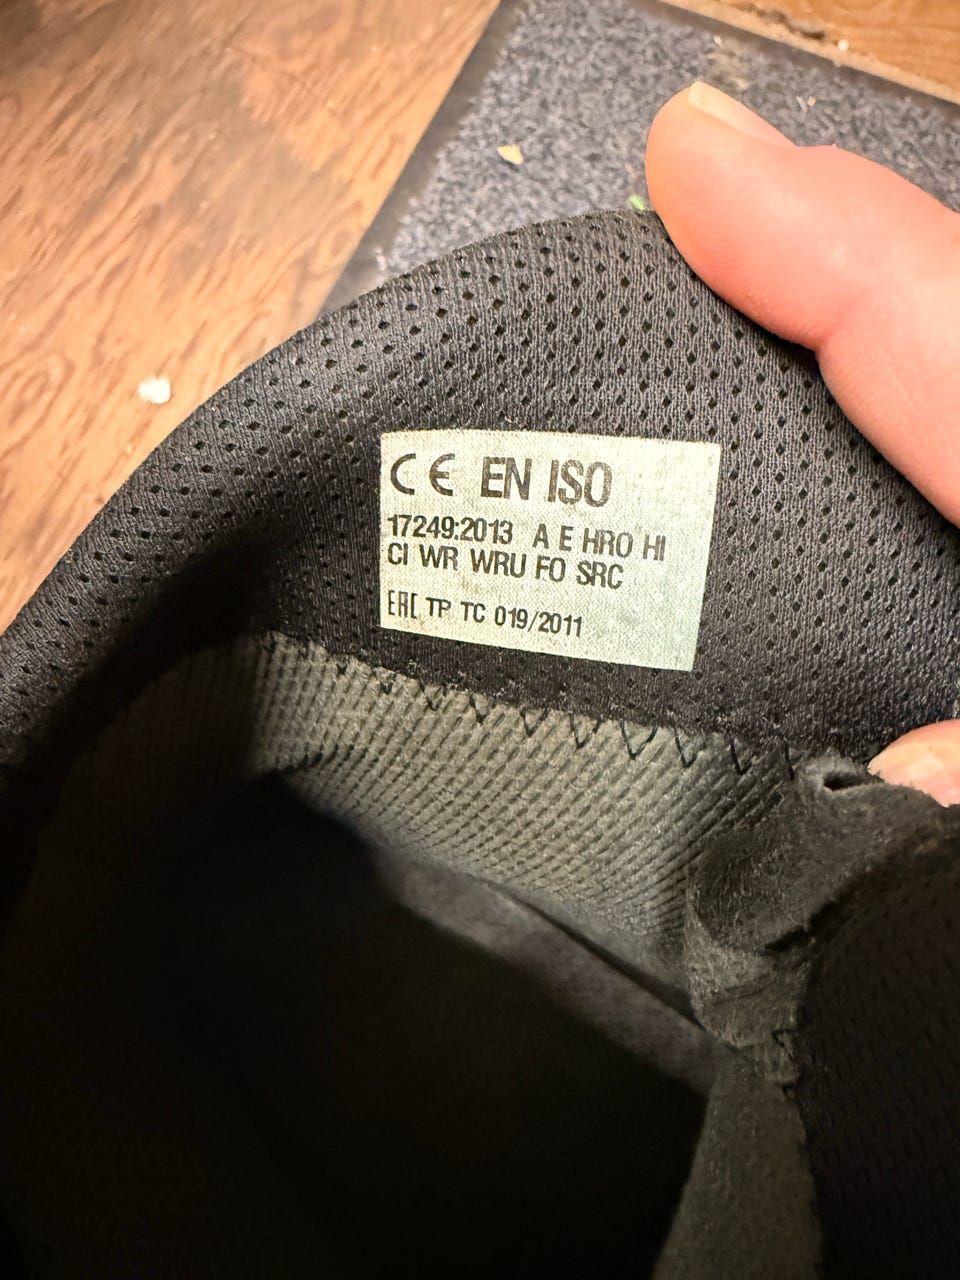 CE EN ISO
17249:2013 A E HRO HI
CI WR WRU FO SRC
EAC TP TC 019/2011